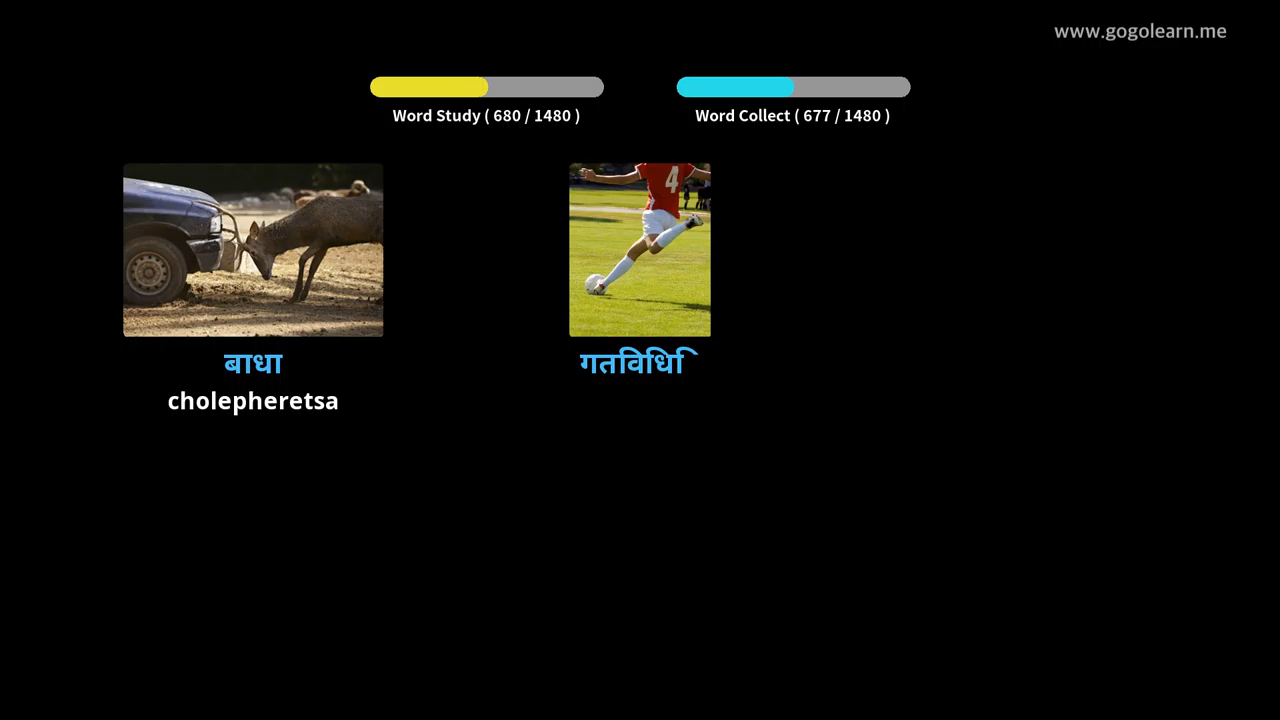 www.gogolearn.me
Word Study ( 680 / 1480 )
Word Collect ( 677 / 1480 )
बाधा
cholepheretsa
गतिविधि